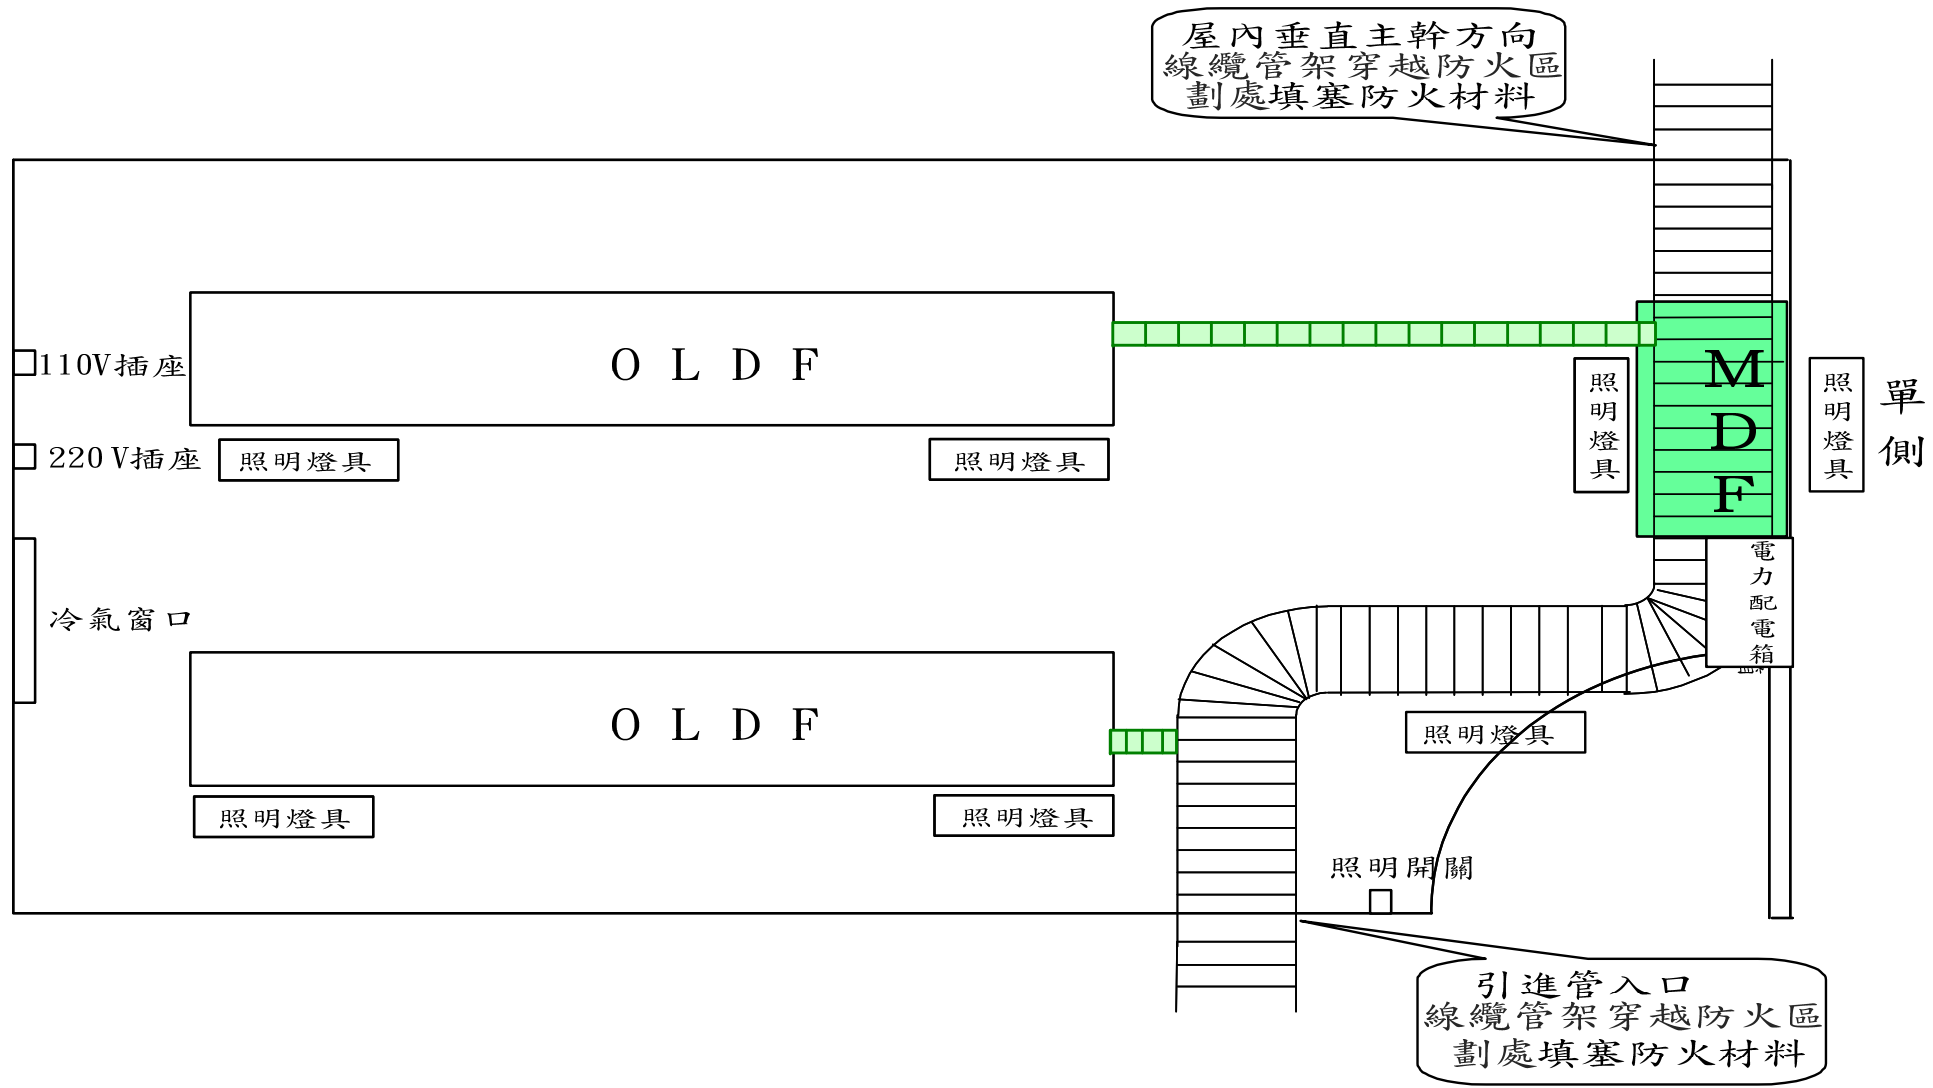 屋內垂直主幹方向
線纜管架穿越防火區
劃處填塞防火材料
O L D F
110V插座
220V插座
照明燈具
照明燈具
照明燈具
MDF
照明燈具
單側
電力配電箱
冷氣窗口
O L D F
照明燈具
照明燈具
照明燈具
照明開關
引進管入口
線纜管架穿越防火區
劃處填塞防火材料